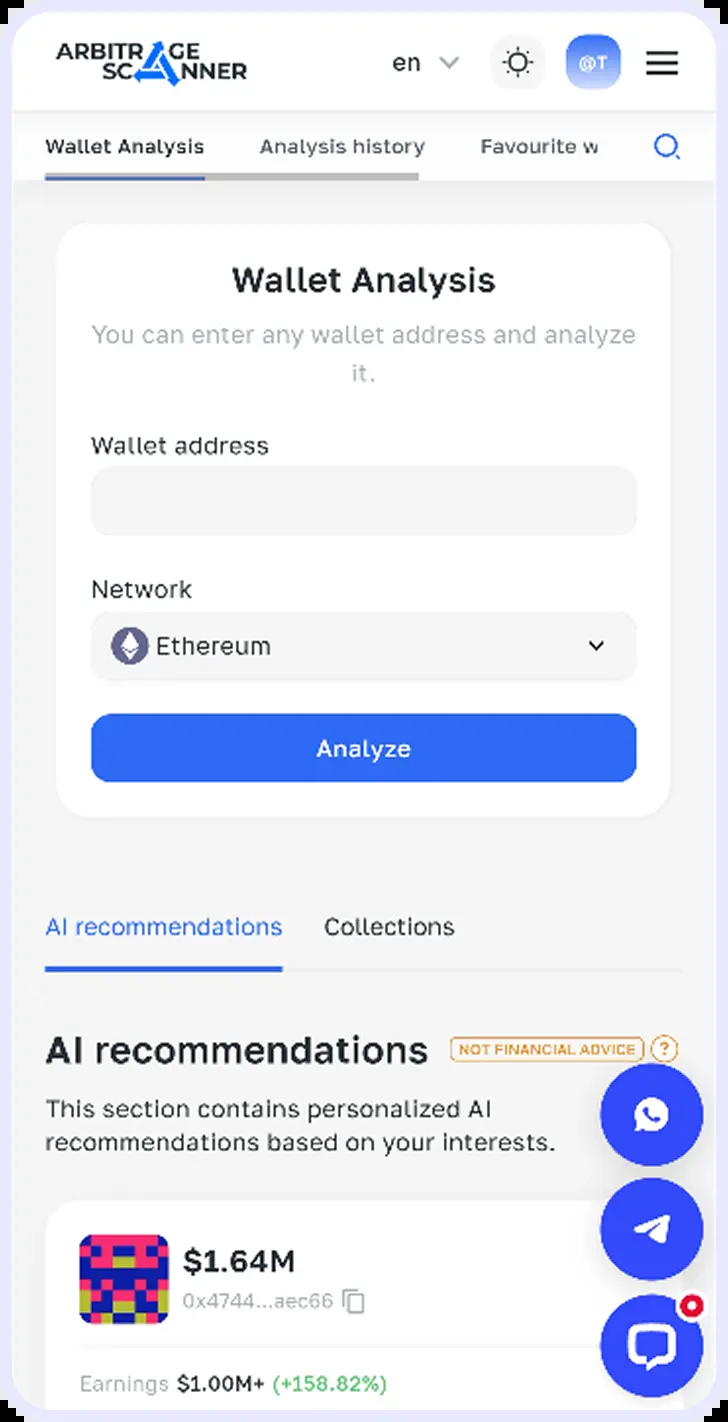 ARBITRAGE
SCANNER
en
@T
Wallet Analysis
Analysis history
Favourite w
Wallet Analysis
You can enter any wallet address and analyze
it.
Wallet address
Network
Ethereum
Analyze
AI recommendations
Collections
AI recommendations
NOT FINANCIAL ADVICE
?
This section contains personalized AI
recommendations based on your interests.
$1.64M
0x4744...aec66
Earnings $1.00M+ (+158.82%)